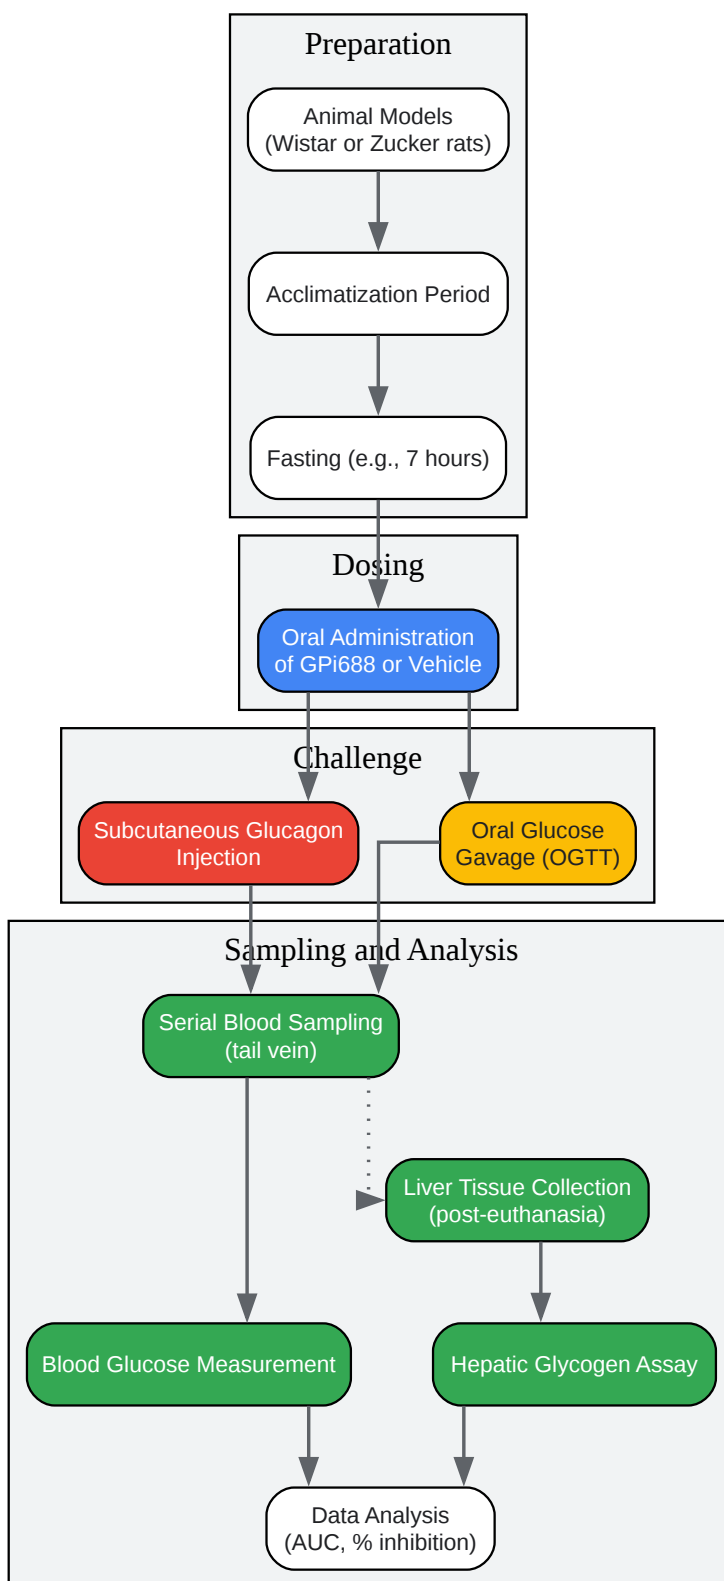 Preparation
Animal Models
(Wistar or Zucker rats)
Acclimatization Period
Fasting (e.g., 7 hours)
Dosing
Oral Administration
of GPi688 or Vehicle
Challenge
Subcutaneous Glucagon
Injection
Oral Glucose
Gavage (OGTT)
Sampling and Analysis
Serial Blood Sampling
(tail vein)
Liver Tissue Collection
(post-euthanasia)
Blood Glucose Measurement
Hepatic Glycogen Assay
Data Analysis
(AUC, % inhibition)